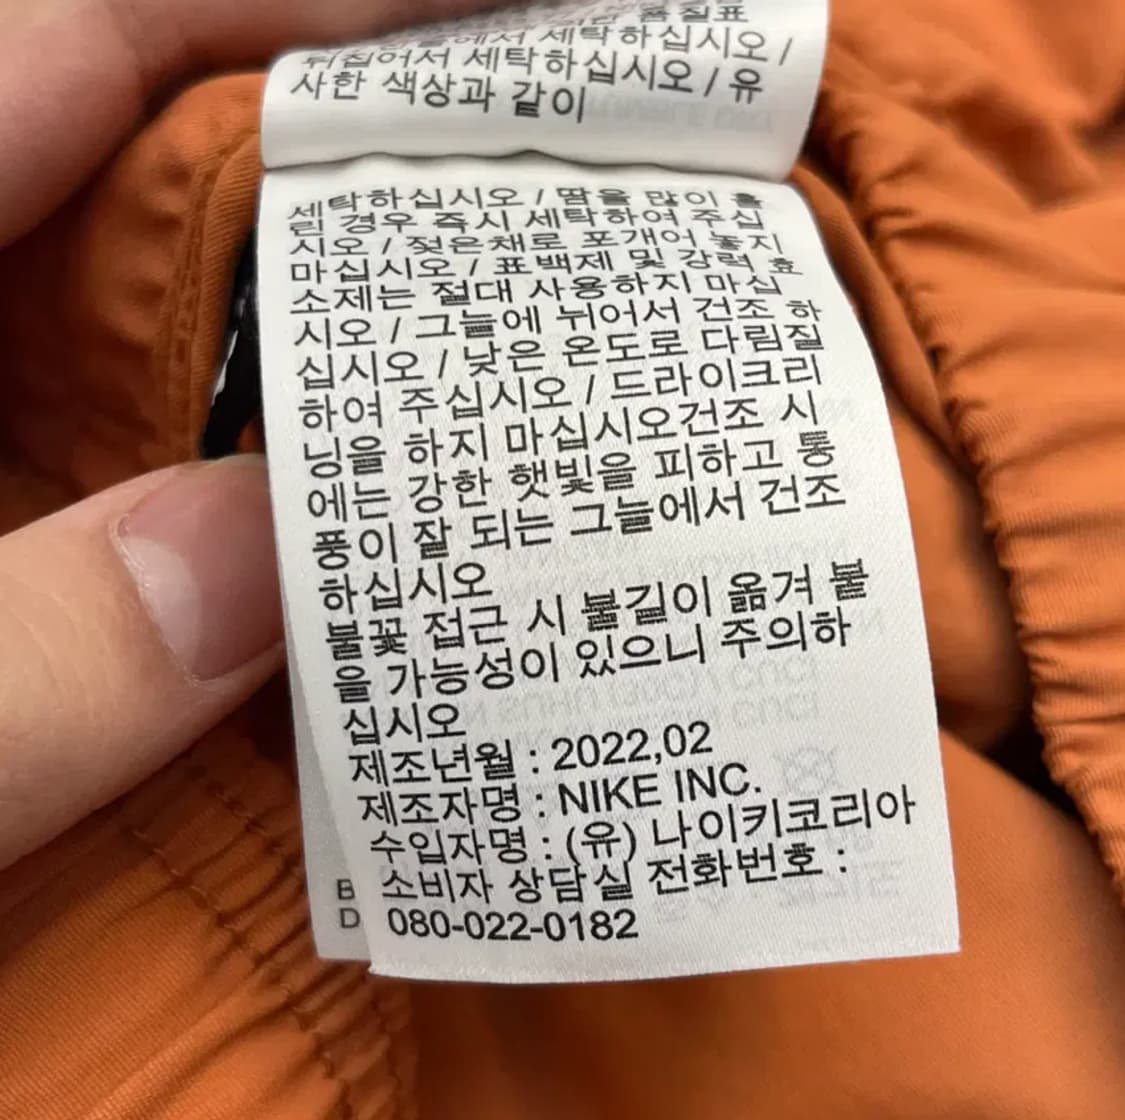 품질표
세탁하십시오 /
뒤집어서 세탁하십시오 / 유
사한 색상과 같이
세탁하십시오 / 땀을 많이 흘
린 경우 즉시 세탁하여 주십
시오 / 젖은채로 포개어 놓지
마십시오 / 표백제 및 강력 효
소제는 절대 사용하지 마십
시오 / 그늘에 뉘어서 건조 하
십시오 / 낮은 온도로 다림질
하여 주십시오 / 드라이크리
닝을 하지 마십시오건조 시
에는 강한 햇빛을 피하고 통
풍이 잘 되는 그늘에서 건조
하십시오
불꽃 접근 시 불길이 옮겨 붙
을 가능성이 있으니 주의하
십시오
제조년월 : 2022,02
제조자명 : NIKE INC.
수입자명 : (유) 나이키코리아
소비자 상담실 전화번호 :
080-022-0182
B
D